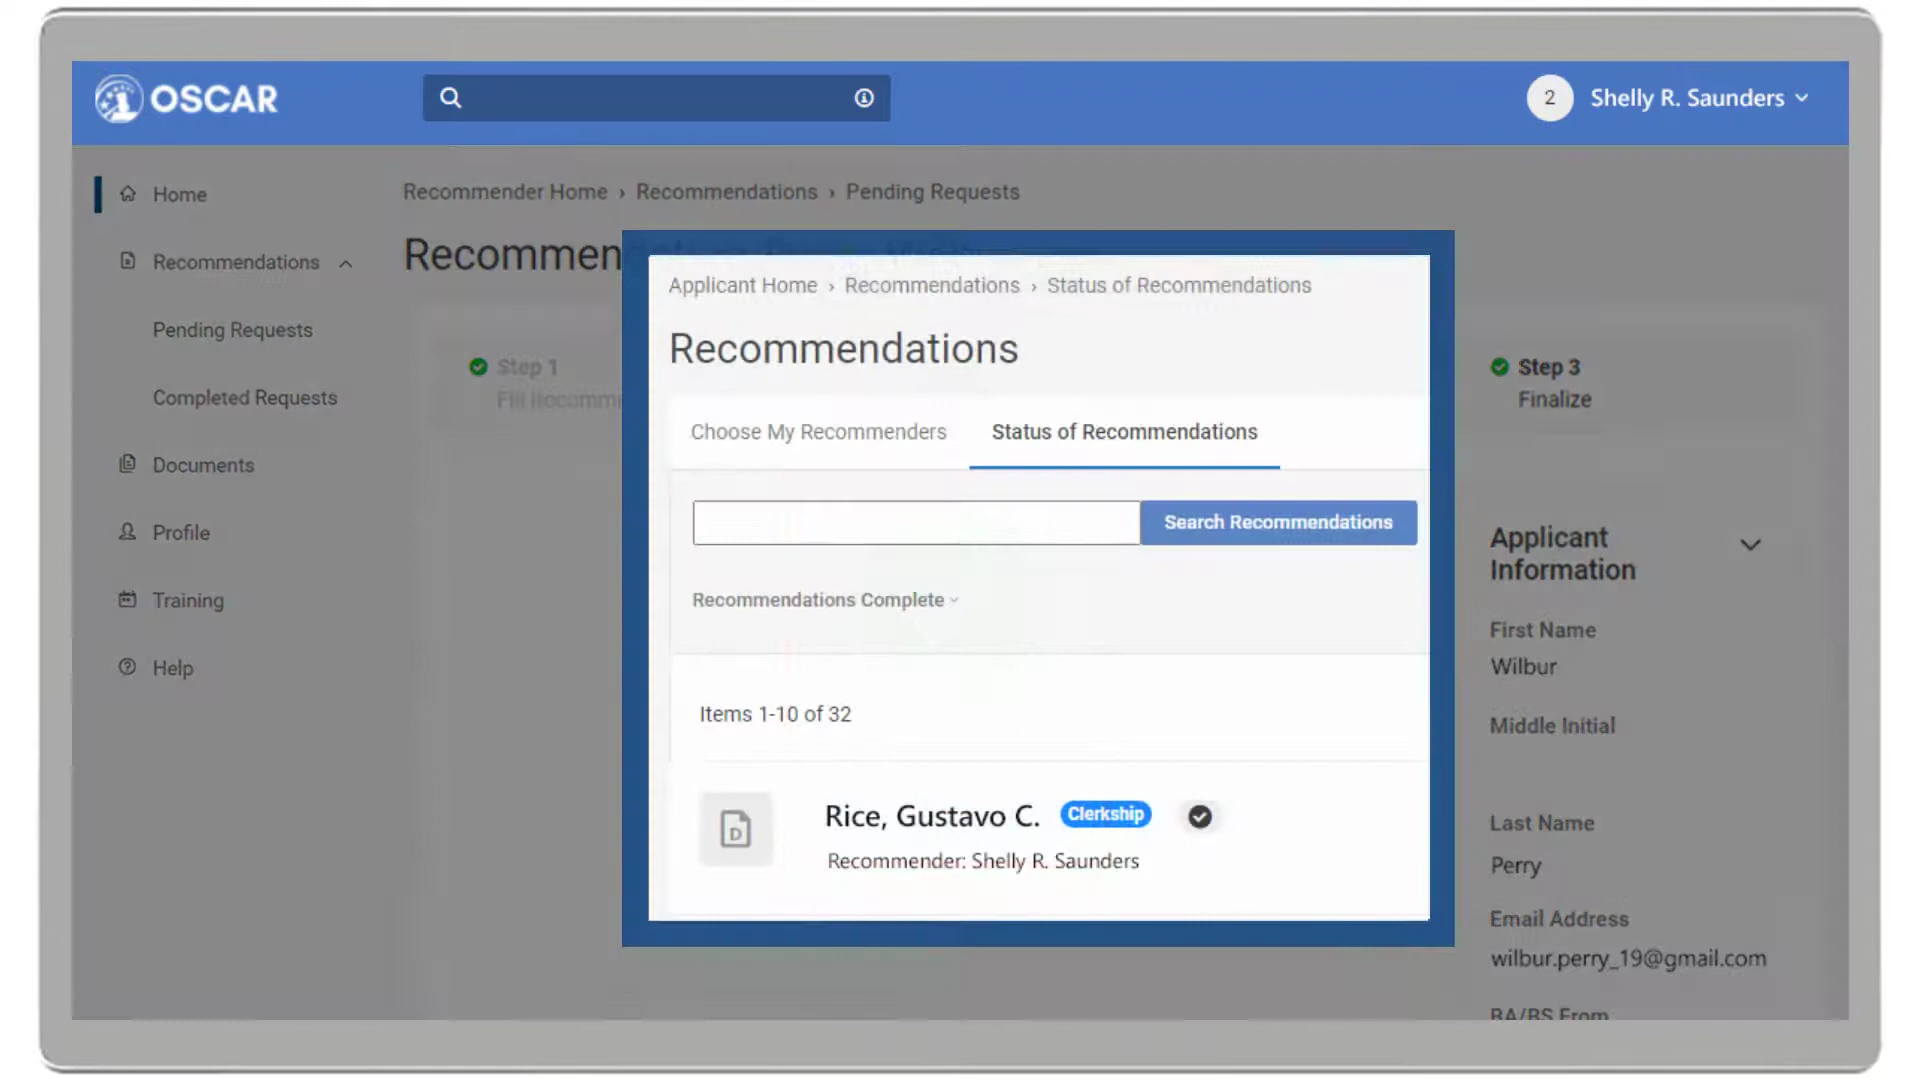 OSCAR
2
Shelly R. Saunders
Home
Recommendations
Pending Requests
Completed Requests
Documents
Profile
Training
Help
Recommender Home › Recommendations › Pending Requests
Step 1
Applicant Home › Recommendations › Status of Recommendations
Recommendations
Choose My Recommenders
Status of Recommendations
Search Recommendations
Recommendations Complete
Items 1-10 of 32
Rice, Gustavo C.
Clerkship
Recommender: Shelly R. Saunders
Step 3
Finalize
Applicant
Information
First Name
Wilbur
Middle Initial
Last Name
Perry
Email Address
wilbur.perry_19@gmail.com
BA/BS From